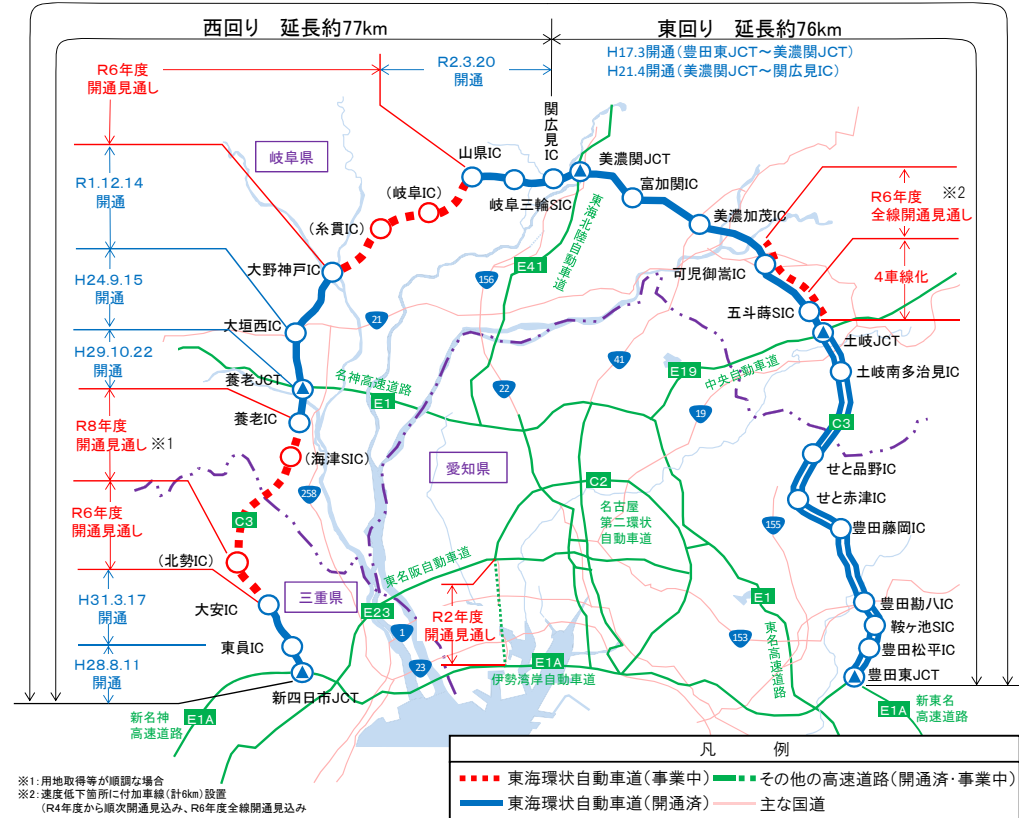 西回り 延長約77km
東回り 延長約76km
H17.3開通(豊田東JCT～美濃関JCT)
H21.4開通(美濃関JCT～関広見IC)
R6年度
開通見通し
R2.3.20
開通
関広見IC
岐阜県
山県IC
美濃関JCT
岐阜三輪SIC
富加関IC
(岐阜IC)
(糸貫IC)
美濃加茂IC
R6年度
全線開通見通し
※2
R1.12.14
開通
東海北陸自動車道
大野神戸IC
E41
156
可児御嵩IC
4車線化
H24.9.15
開通
五斗蒔SIC
大垣西IC
21
土岐JCT
H29.10.22
開通
41
養老JCT
名神高速道路
E1
22
E19
中央自動車道
土岐南多治見IC
養老IC
19
C3
R8年度
開通見通し
※1
(海津SIC)
愛知県
せと品野IC
258
C2
せと赤津IC
R6年度
開通見通し
C3
名古屋
第二環状
自動車道
155
豊田藤岡IC
(北勢IC)
東名阪自動車道
三重県
H31.3.17
開通
大安IC
E23
R2年度
開通見通し
E1
豊田勘八IC
鞍ヶ池SIC
東員IC
1
153
東名高速道路
豊田松平IC
H28.8.11
開通
23
E1A
伊勢湾岸自動車道
豊田東JCT
新四日市JCT
新名神
高速道路
E1A
E1A
新東名
高速道路
凡 例
東海環状自動車道(事業中)
その他の高速道路(開通済・事業中)
東海環状自動車道(開通済)
主な国道
※1:用地取得等が順調な場合
※2:速度低下箇所に付加車線(計6km)設置
(R4年度から順次開通見込み、R6年度全線開通見込み